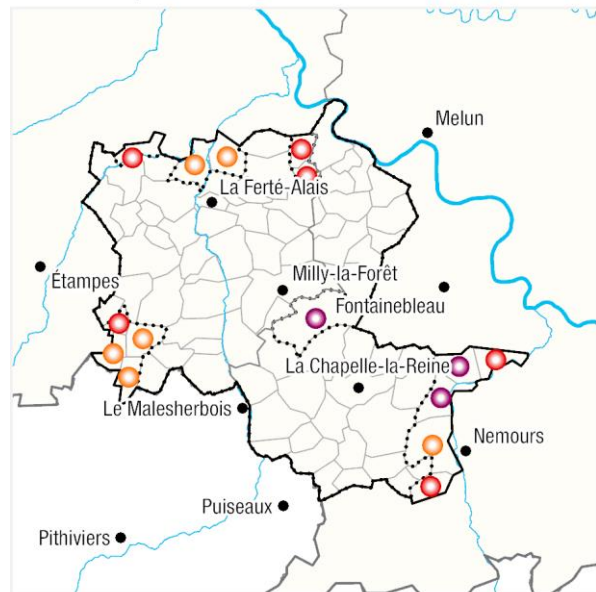 Melun
La Ferté-Alais
Étampes
Milly-la-Forêt
Fontainebleau
La Chapelle-la-Reine
Le Malesherbois
Nemours
Puiseaux
Pithiviers